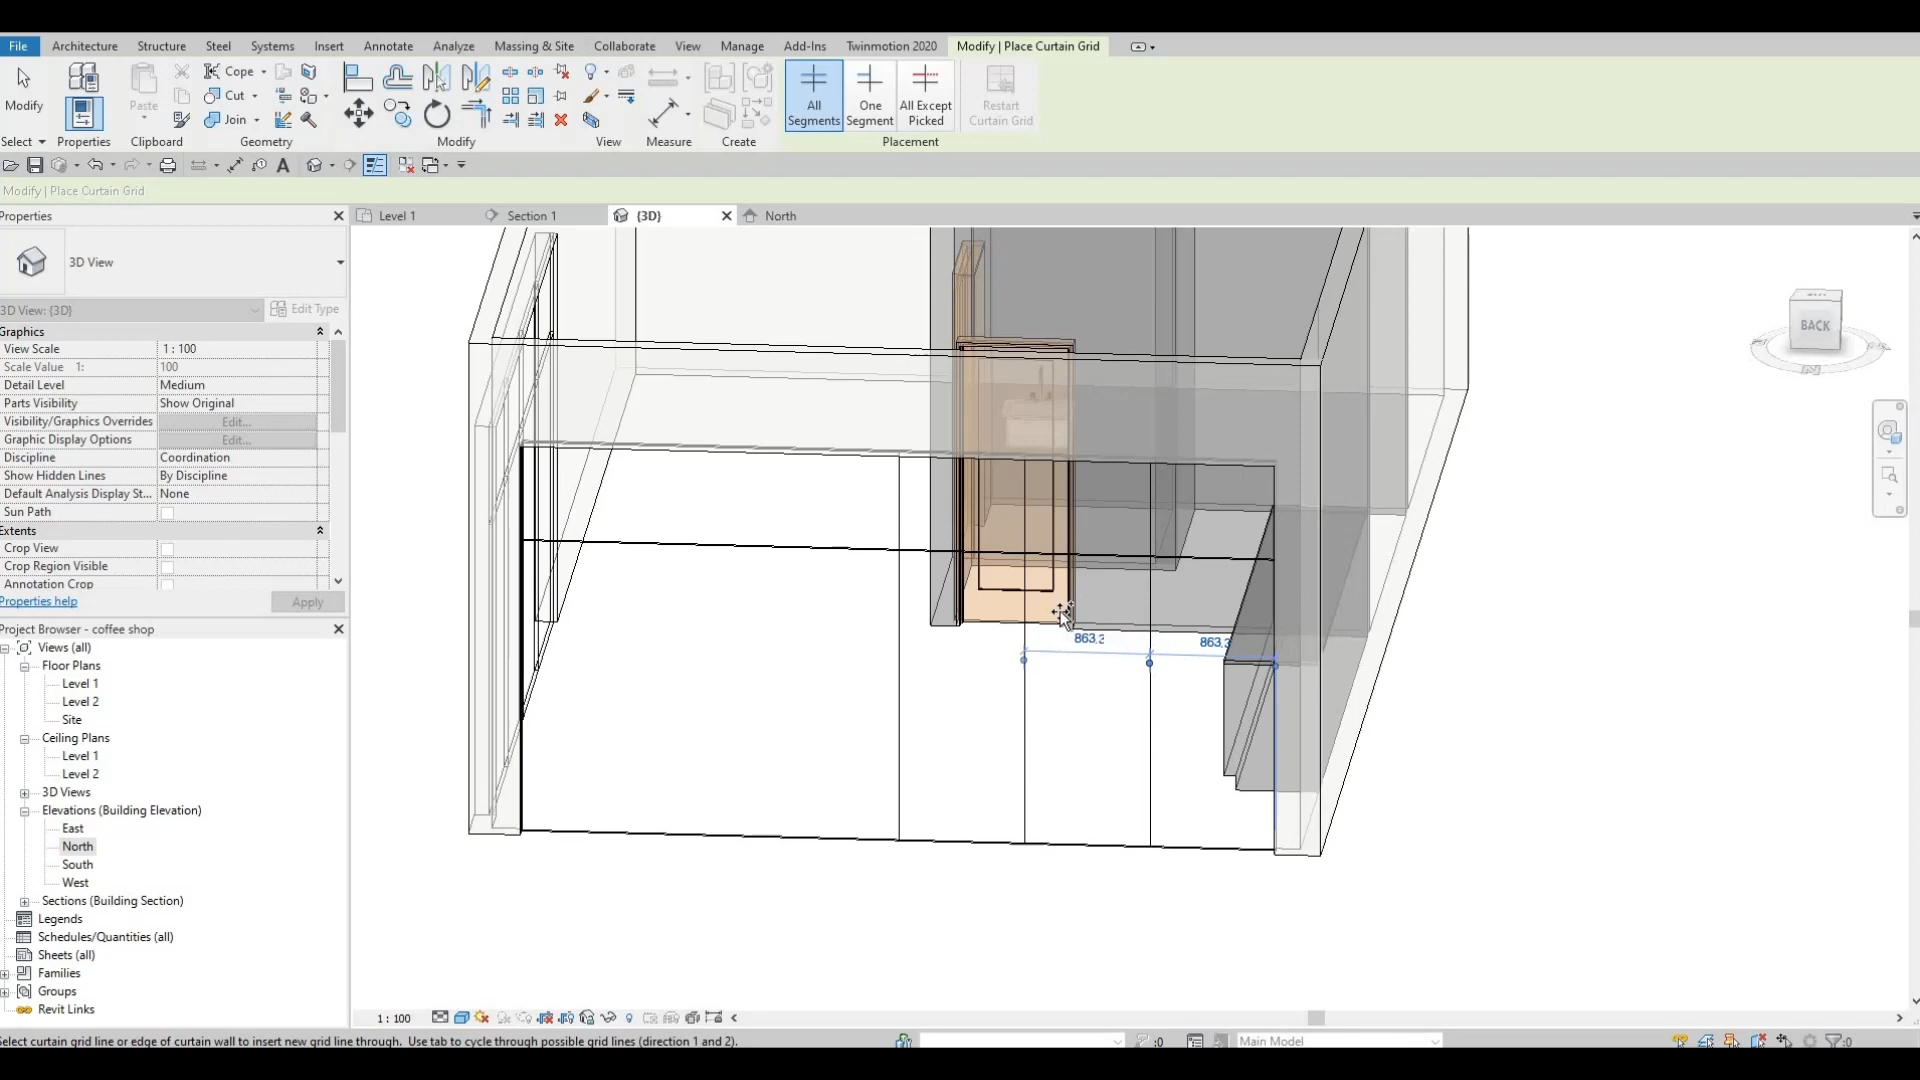 File Architecture Structure Steel Systems Insert Annotate Analyze Massing & Site Collaborate View Manage Add-Ins Twinmotion 2020 Modify | Place Curtain Grid
Modify
Paste
Cope
Cut
Join
All Segments
One Segment
All Except Picked
Restart Curtain Grid
Select Properties Clipboard Geometry Modify View Measure Create Placement
Modify | Place Curtain Grid
Properties
Level 1 Section 1 {3D} North
3D View
3D View: {3D} Edit Type
Graphics
View Scale 1 : 100
Scale Value 1: 100
Detail Level Medium
Parts Visibility Show Original
Visibility/Graphics Overrides Edit...
Graphic Display Options Edit...
Discipline Coordination
Show Hidden Lines By Discipline
Default Analysis Display St... None
Sun Path
Extents
Crop View
Crop Region Visible
Annotation Crop
Properties help Apply
Project Browser - coffee shop
Views (all)
Floor Plans
Level 1
Level 2
Site
Ceiling Plans
Level 1
Level 2
3D Views
Elevations (Building Elevation)
East
North
South
West
Sections (Building Section)
Legends
Schedules/Quantities (all)
Sheets (all)
Families
Groups
Revit Links
BACK
863,3 863,3
1 : 100
Select curtain grid line or edge of curtain wall to insert new grid line through. Use tab to cycle through possible grid lines (direction 1 and 2).
:0 Main Model :0